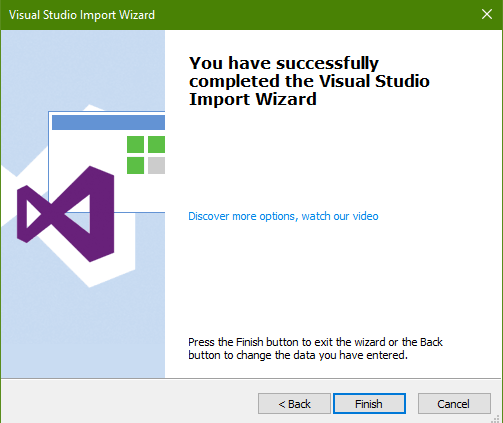 Visual Studio Import Wizard
You have successfully
completed the Visual Studio
Import Wizard
Discover more options, watch our video
Press the Finish button to exit the wizard or the Back
button to change the data you have entered.
< Back
Finish
Cancel